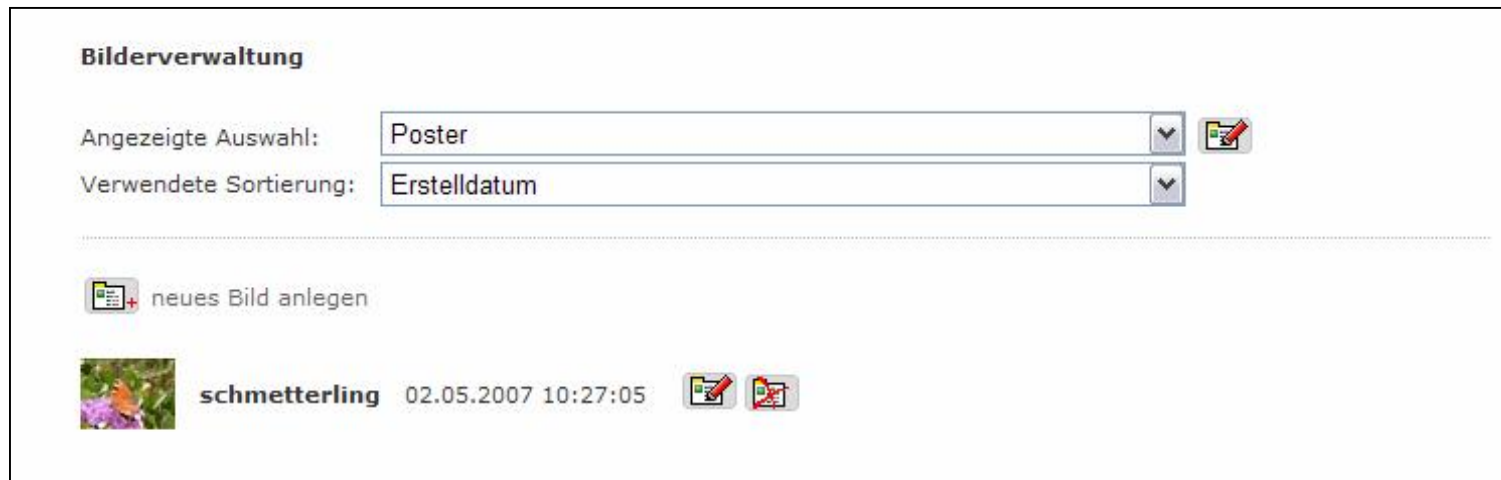 Bilderverwaltung
Angezeigte Auswahl: Poster
Verwendete Sortierung: Erstelldatum
neues Bild anlegen
schmetterling 02.05.2007 10:27:05